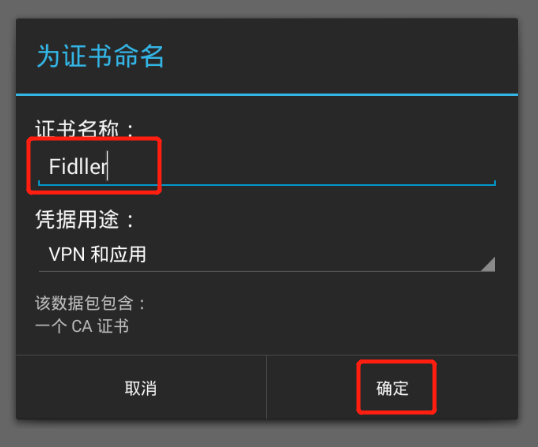 为证书命名
证书名称：
Fidller
凭据用途：
VPN 和应用
该数据包包含：
一个 CA 证书
取消
确定